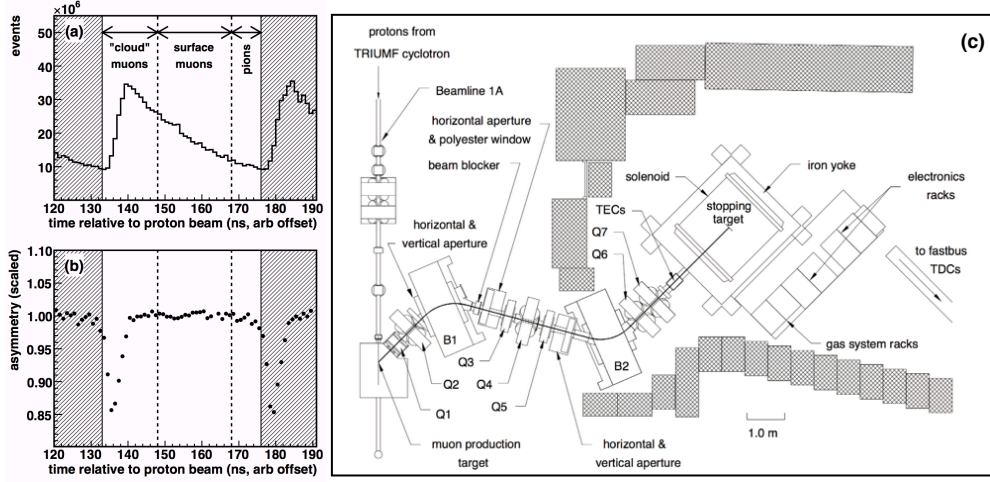 (a)
50
×10⁶
40
30
20
10
0
events
"cloud"
muons
surface
muons
pions
120 130 140 150 160 170 180 190
time relative to proton beam (ns, arb offset)
(b)
1.10
1.05
1.00
0.95
0.90
0.85
0.80
asymmetry (scaled)
120 130 140 150 160 170 180 190
time relative to proton beam (ns, arb offset)
(c)
protons from
TRIUMF cyclotron
Beamline 1A
horizontal aperture
& polyester window
beam blocker
horizontal
& vertical aperture
B1
Q3
Q4
Q5
Q2
Q1
muon production
target
horizontal &
vertical aperture
B2
TECs
Q7
Q6
solenoid
stopping
target
iron yoke
electronics
racks
to fastbus
TDCs
gas system racks
1.0 m